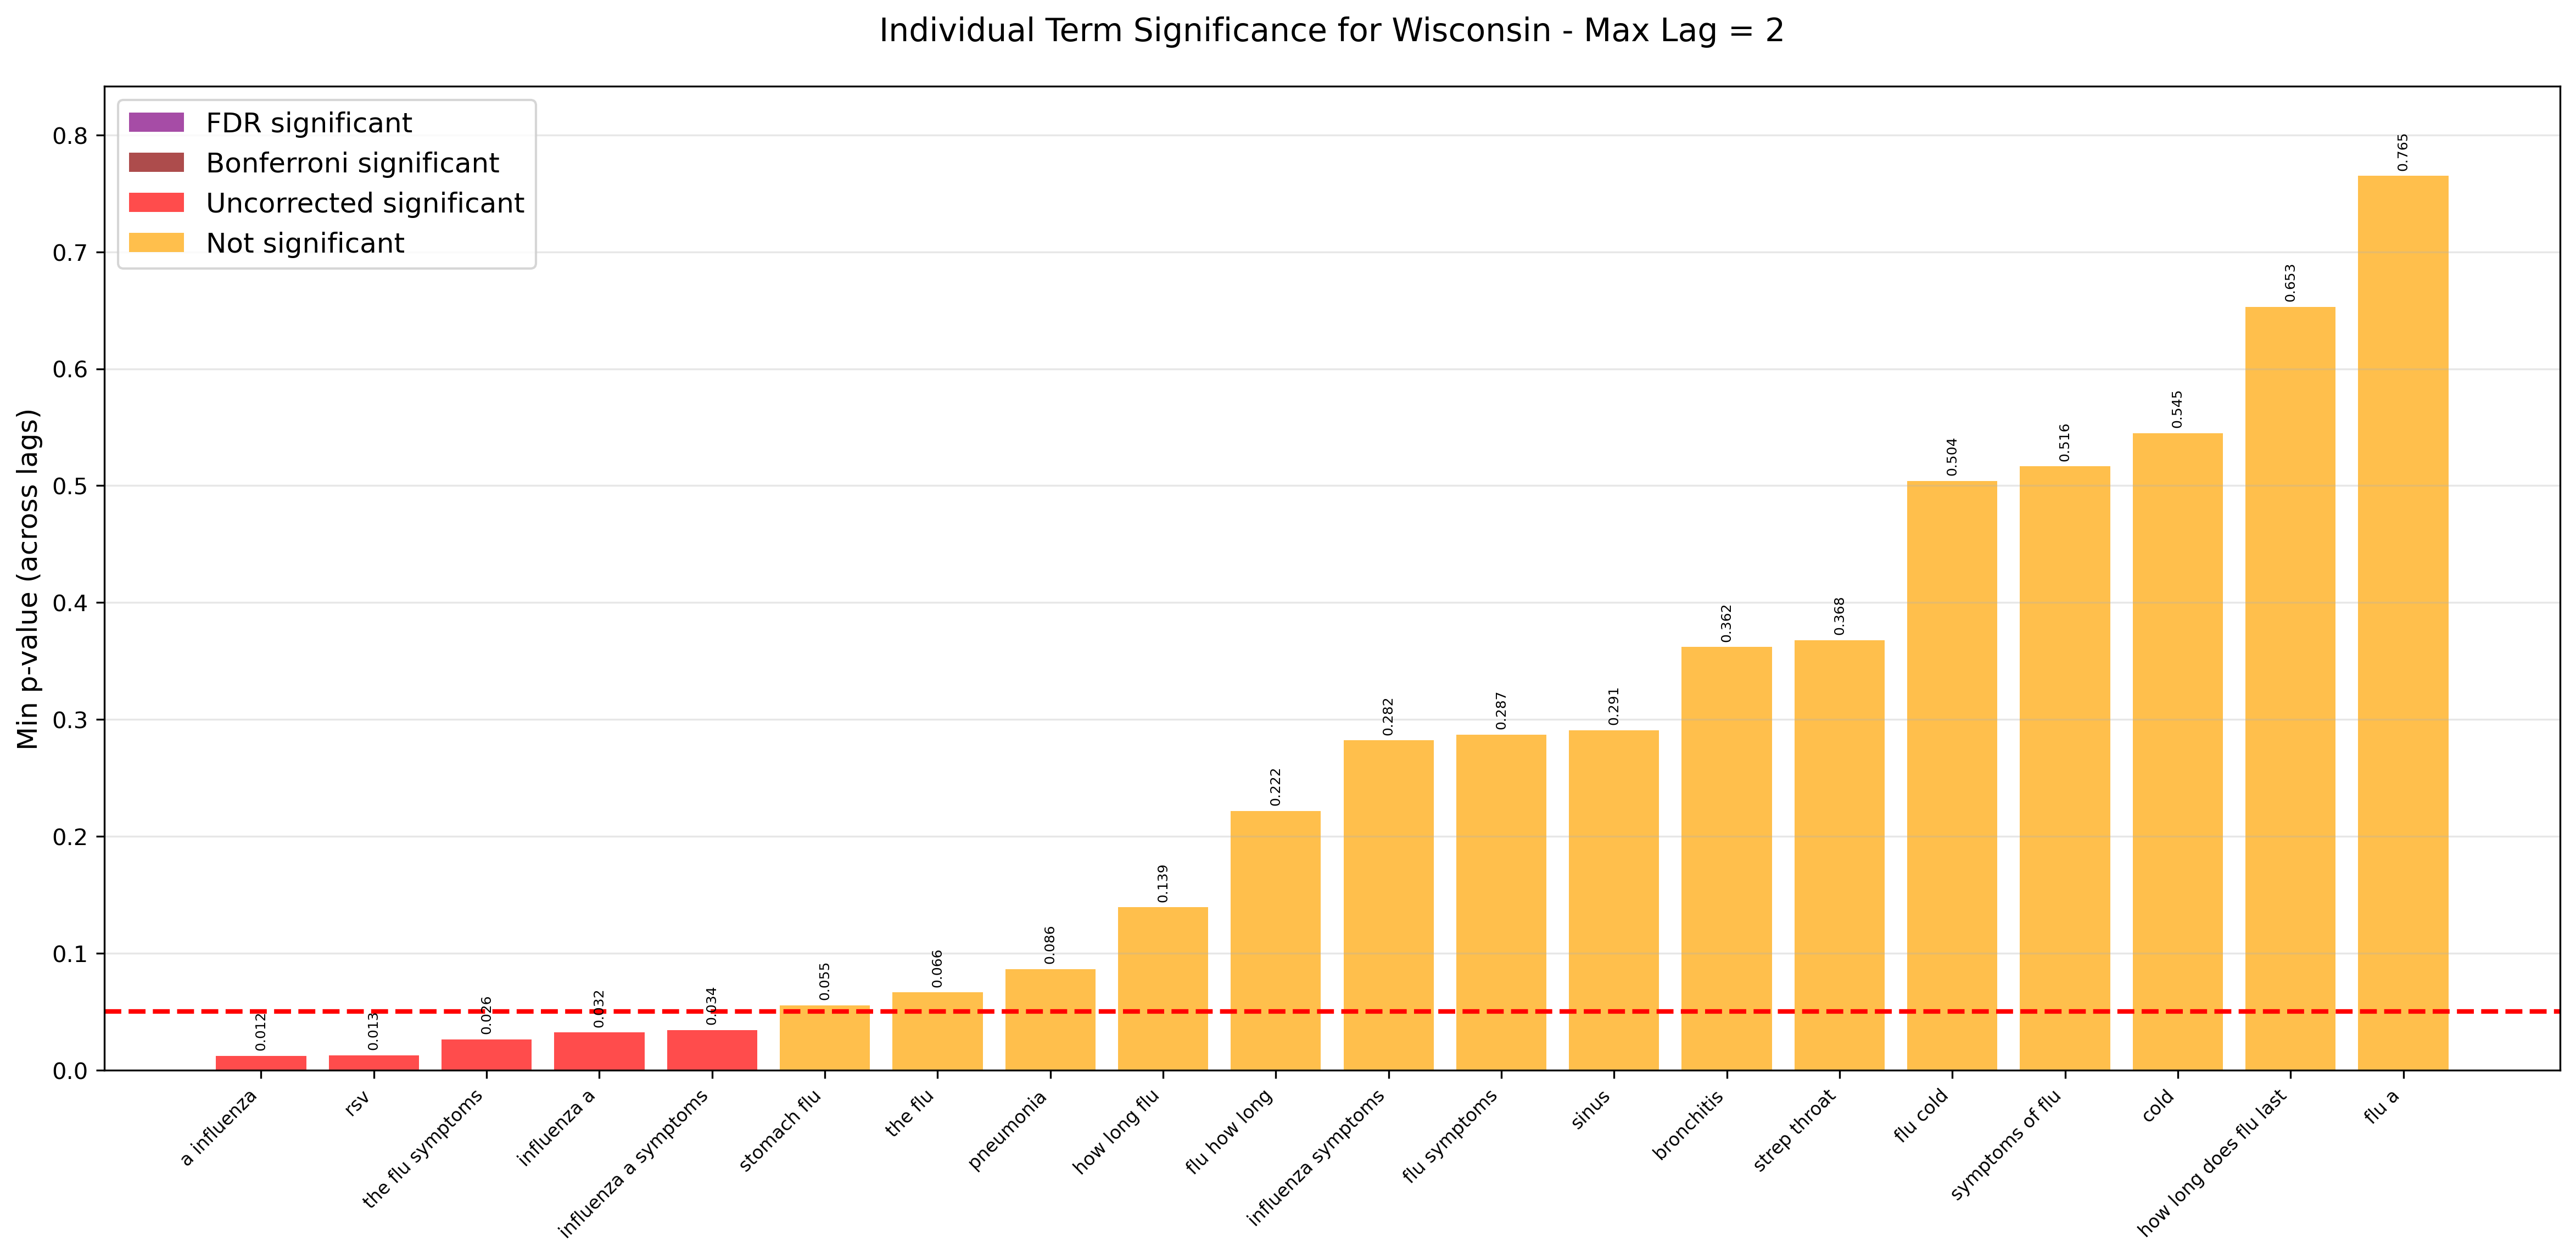 Individual Term Significance for Wisconsin - Max Lag = 2
FDR significant
Bonferroni significant
Uncorrected significant
Not significant
Min p-value (across lags)
0.8
0.7
0.6
0.5
0.4
0.3
0.2
0.1
0.0
0.012
0.013
0.026
0.032
0.034
0.055
0.066
0.086
0.139
0.222
0.282
0.287
0.291
0.362
0.368
0.504
0.516
0.545
0.653
0.765
a influenza
rsv
the flu symptoms
influenza a
influenza a symptoms
stomach flu
the flu
pneumonia
how long flu
flu how long
influenza symptoms
flu symptoms
sinus
bronchitis
strep throat
flu cold
symptoms of flu
cold
how long does flu last
flu a